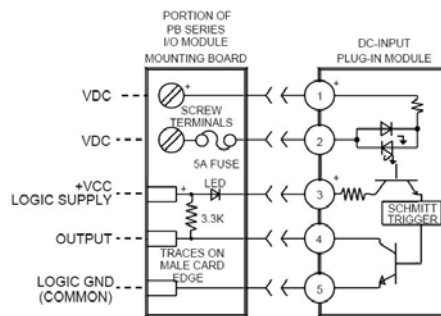 PORTION OF
PB SERIES
I/O MODULE
MOUNTING BOARD
DC-INPUT
PLUG-IN MODULE
VDC
+
+
1
SCREW
TERMINALS
VDC
2
5A FUSE
+VCC
LOGIC SUPPLY
+
LED
+
3
3.3K
SCHMITT
TRIGGER
OUTPUT
4
TRACES ON
MALE CARD
EDGE
LOGIC GND
(COMMON)
5